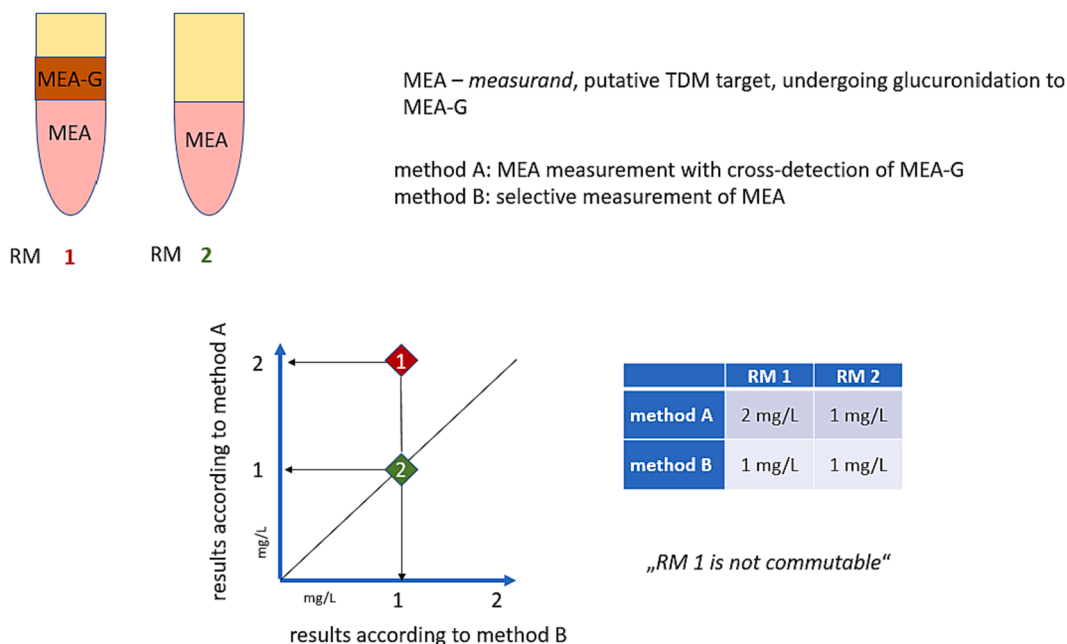 MEA-G
MEA
MEA
RM 1
RM 2
MEA – measurand, putative TDM target, undergoing glucuronidation to
MEA-G
method A: MEA measurement with cross-detection of MEA-G
method B: selective measurement of MEA
results according to method A
mg/L
2
1
1
2
mg/L
1
2
results according to method B
RM 1 RM 2
method A 2 mg/L 1 mg/L
method B 1 mg/L 1 mg/L
„RM 1 is not commutable“